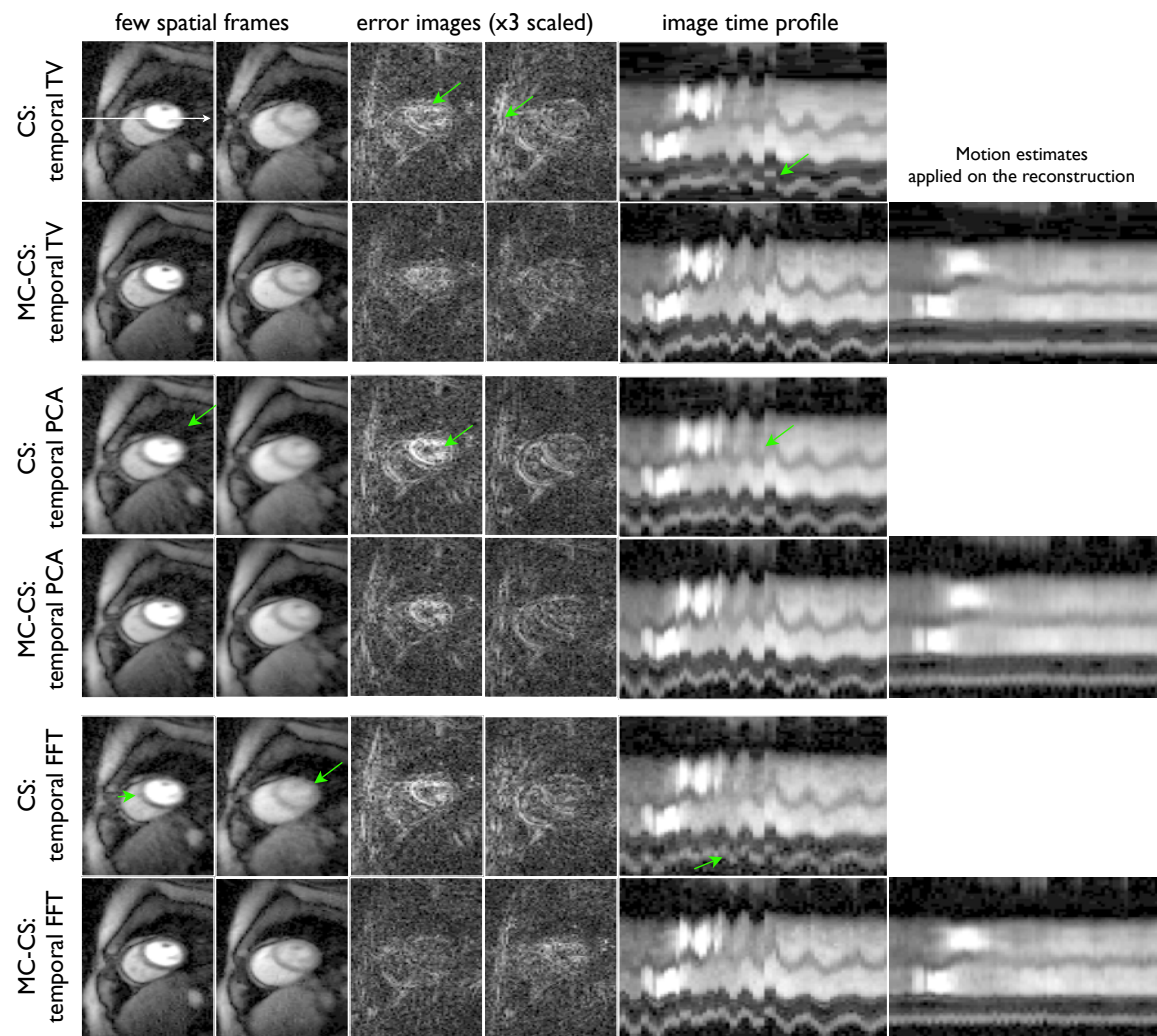 few spatial frames
error images (x3 scaled)
image time profile
CS:
temporal TV
Motion estimates
applied on the reconstruction
MC-CS:
temporal TV
CS:
temporal PCA
MC-CS:
temporal PCA
CS:
temporal FFT
MC-CS:
temporal FFT